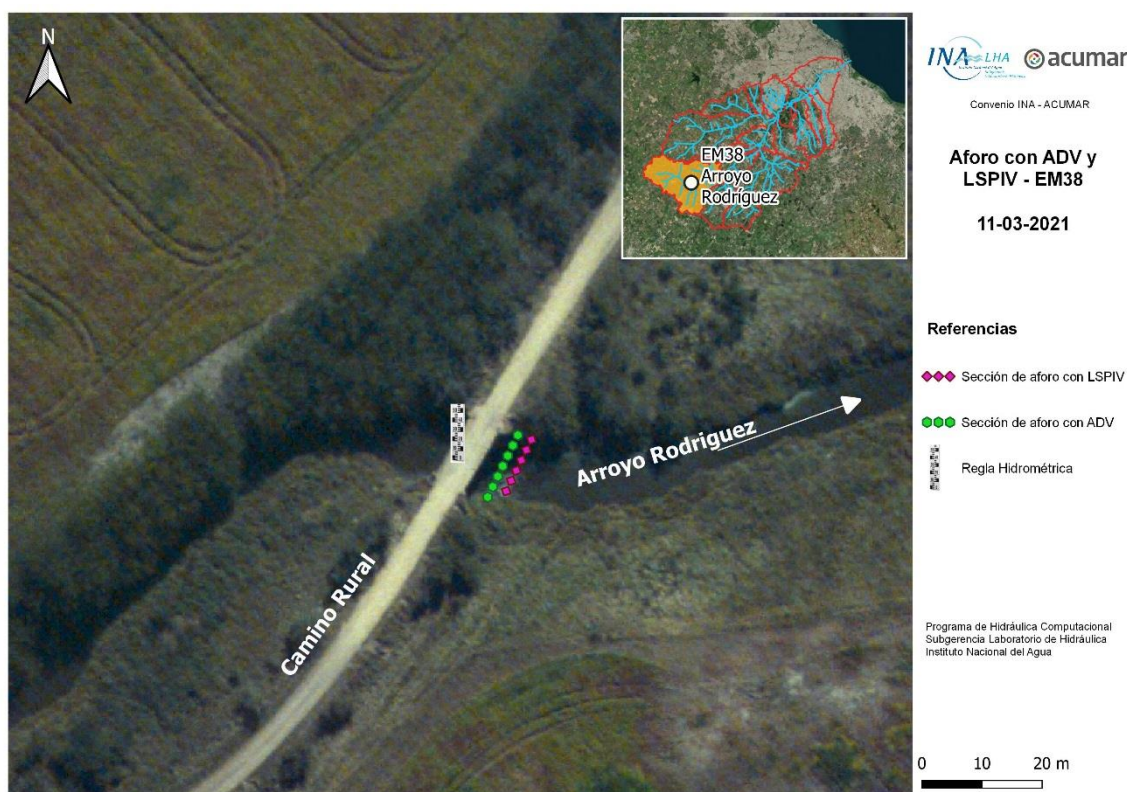 N
EM38
Arroyo
Rodríguez
Arroyo Rodriguez
Camino Rural
INA LHA
acumar
Convenio INA - ACUMAR
Aforo con ADV y
LSPIV - EM38
11-03-2021
Referencias
Sección de aforo con LSPIV
Sección de aforo con ADV
Regla Hidrométrica
Programa de Hidráulica Computacional
Subgerencia Laboratorio de Hidráulica
Instituto Nacional del Agua
0 10 20 m